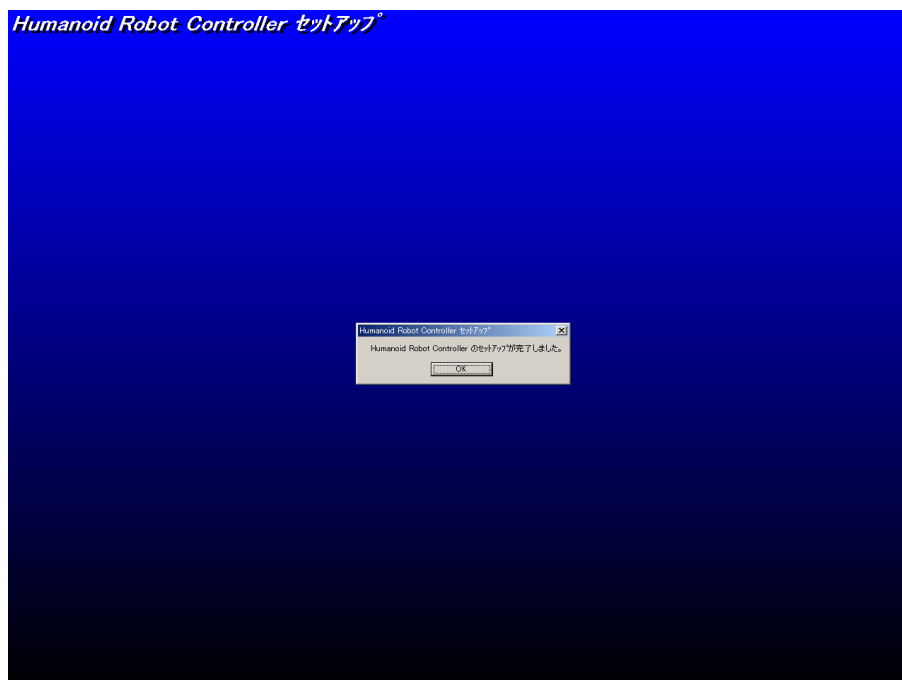 Humanoid Robot Controller ｾｯﾄｱｯﾌﾟ
Humanoid Robot Controller ｾｯﾄｱｯﾌﾟ
Humanoid Robot Controller のｾｯﾄｱｯﾌﾟが完了しました。
OK